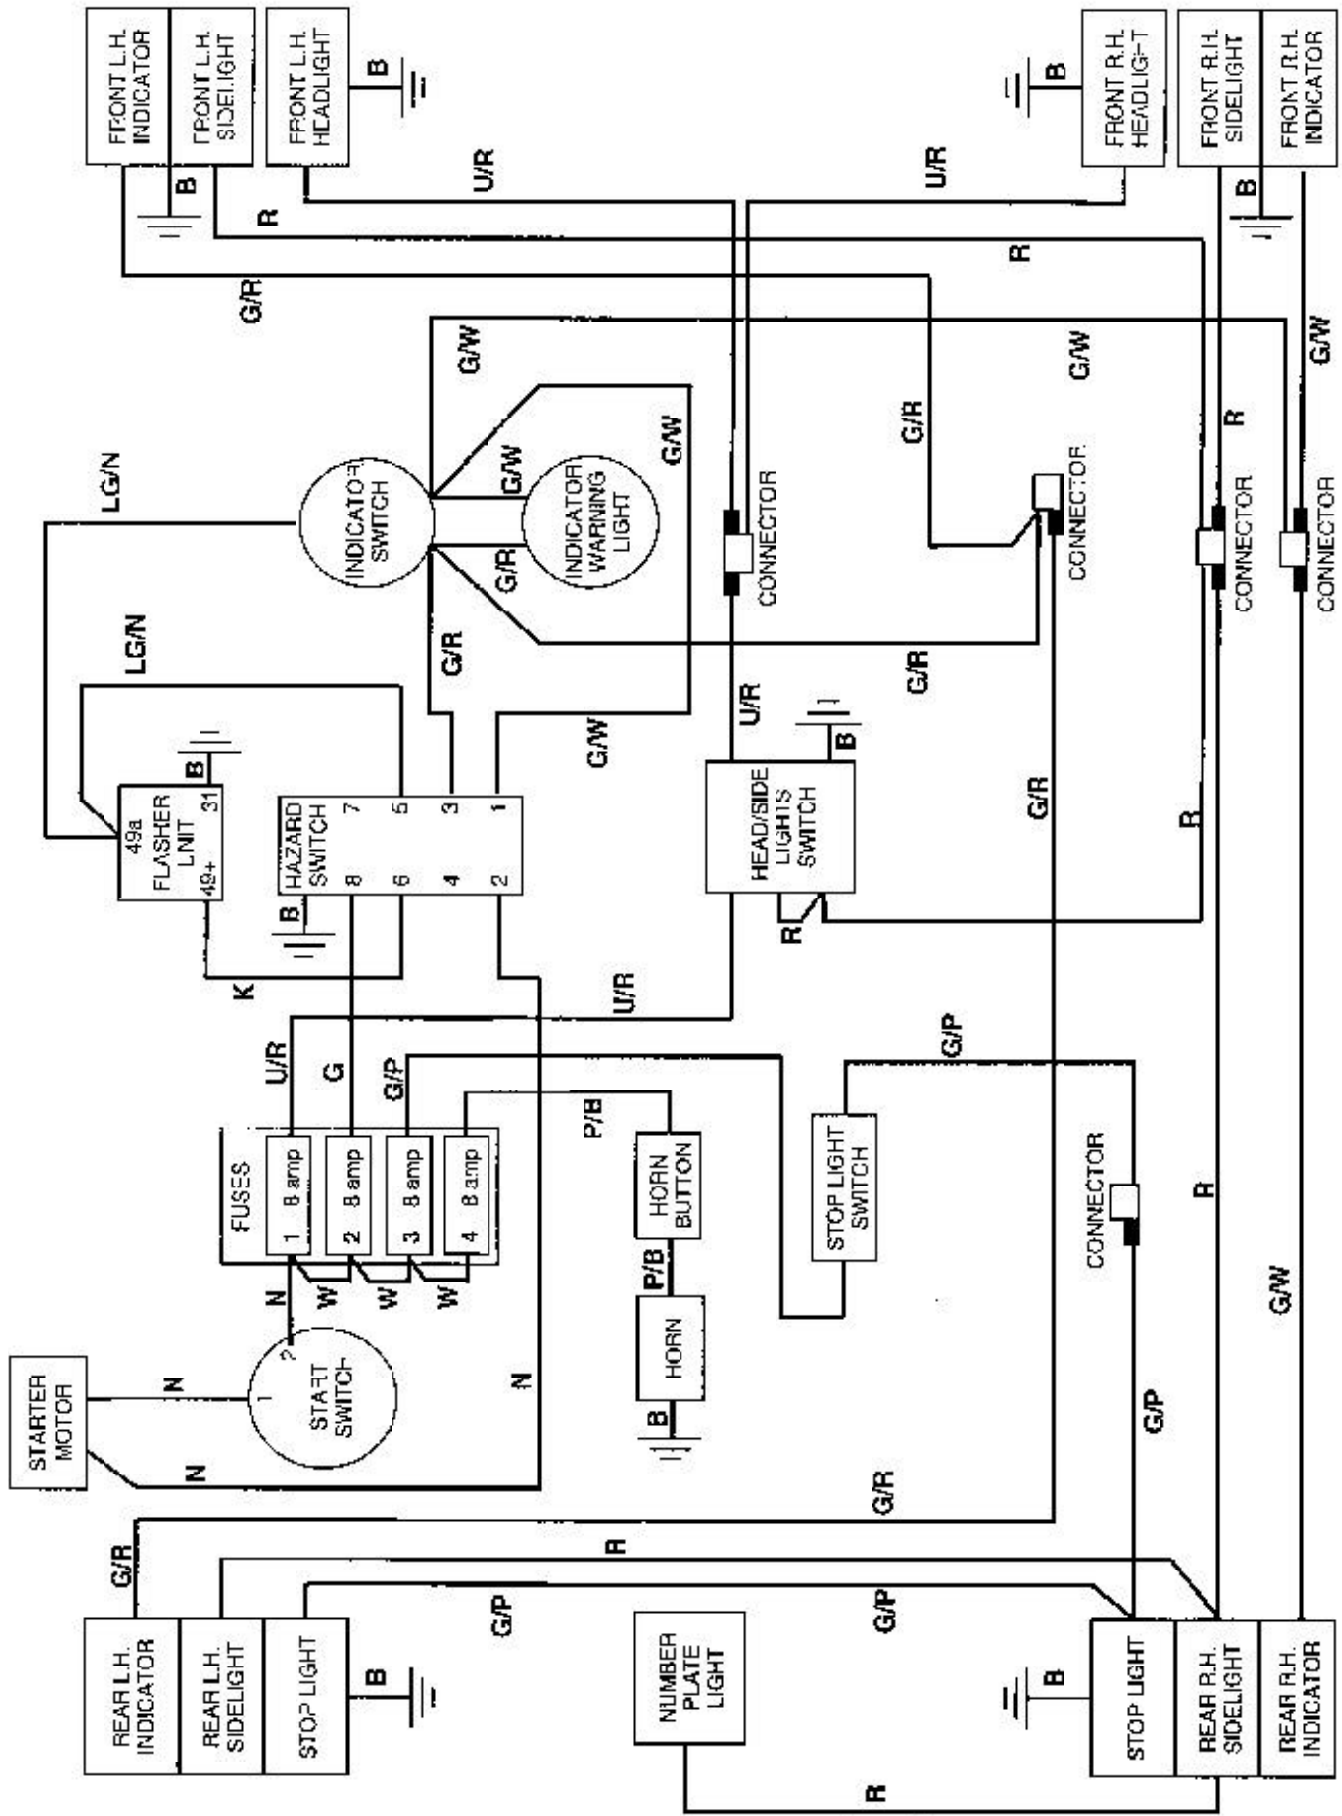 REAR L.H.
INDICATOR
REAR L.H.
SIDELIGHT
STOP LIGHT
B
G/R
R
G/P
STARTER
MOTOR
N
N
START
SWITCH
1
2
N
W
W
W
N
FUSES
1 8 amp
2 8 amp
3 8 amp
4 8 amp
U/R
G
G/P
P/B
K
49a
FLASHER
UNIT
49+ 31
B
LG/N
LG/N
HAZARD
SWITCH
8 7
6 5
4 3
2 1
B
G/R
G/W
INDICATOR
SWITCH
G/R
G/W
INDICATOR
WARNING
LIGHT
G/W
G/W
G/R
FRONT L.H.
INDICATOR
FRONT L.H.
SIDELIGHT
FRONT L.H.
HEADLIGHT
B
B
R
U/R
G/R
B
HORN
P/B
HORN
BUTTON
U/R
HEAD/SIDE
LIGHTS
SWITCH
R
B
U/R
CONNECTOR
U/R
STOP LIGHT
SWITCH
G/P
NUMBER
PLATE
LIGHT
R
G/P
G/R
G/R
G/R
CONNECTOR
G/W
R
CONNECTOR
G/P
R
R
CONNECTOR
R
G/W
CONNECTOR
G/W
B
STOP LIGHT
REAR R.H.
SIDELIGHT
REAR R.H.
INDICATOR
B
FRONT R.H.
HEADLIGHT
B
FRONT R.H.
SIDELIGHT
FRONT R.H.
INDICATOR